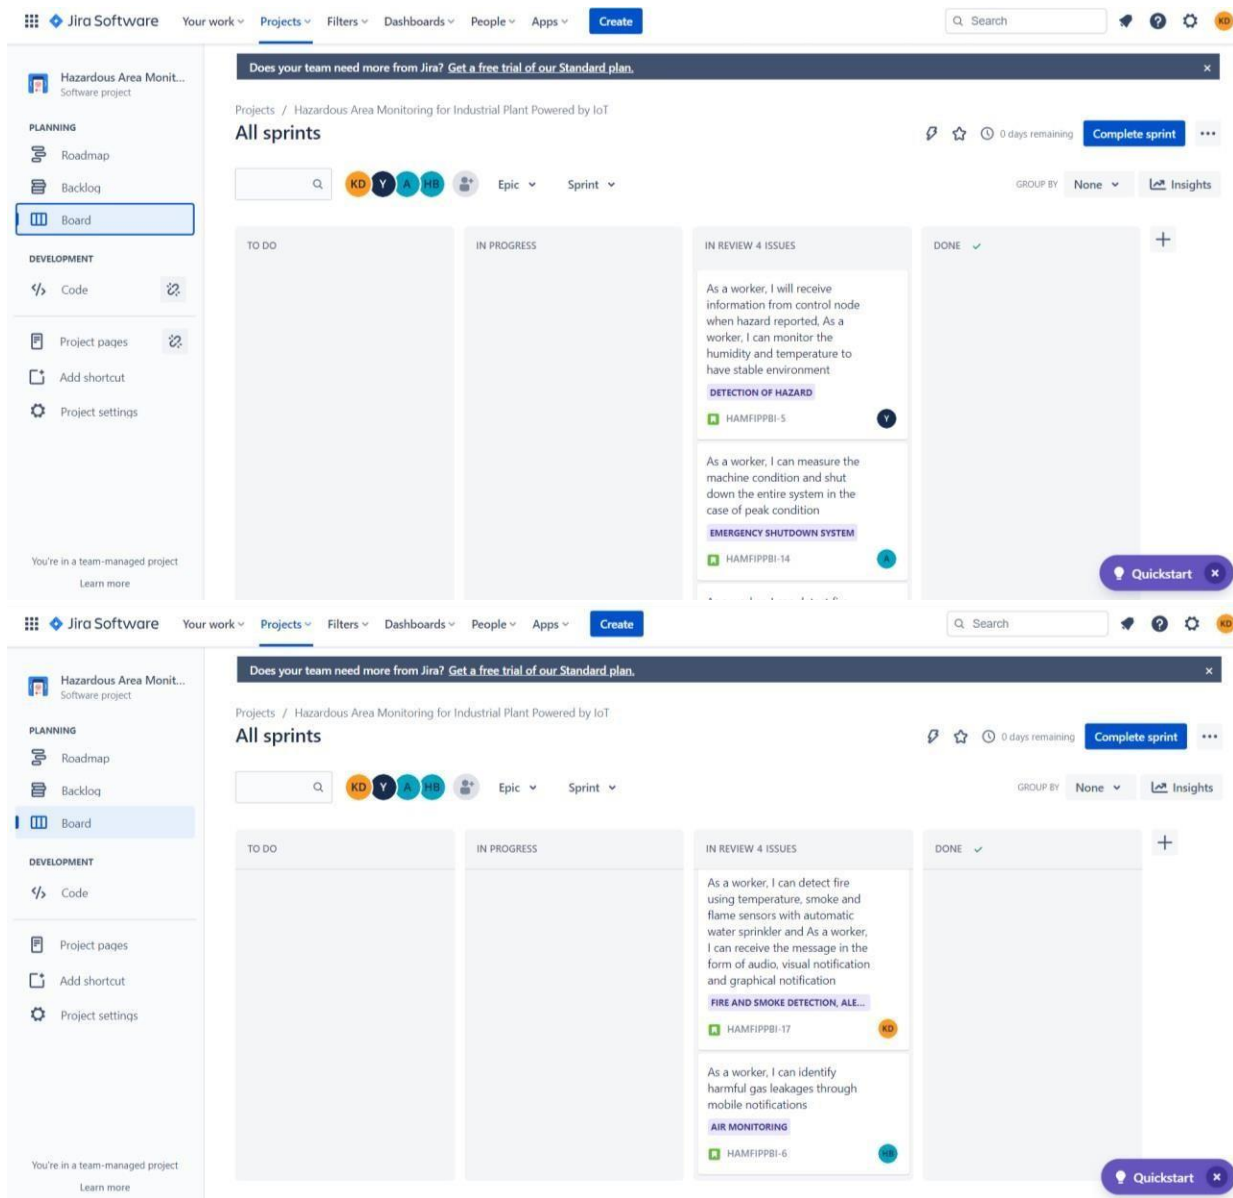 Jira Software Your work Projects Filters Dashboards People Apps Create Search KD
Hazardous Area Monit...
Software project
Does your team need more from Jira? Get a free trial of our Standard plan.
PLANNING
Roadmap
Backlog
Board
DEVELOPMENT
Code
Project pages
Add shortcut
Project settings
You're in a team-managed project
Learn more
Projects / Hazardous Area Monitoring for Industrial Plant Powered by IoT
All sprints
0 days remaining Complete sprint
KD Y A HB Epic Sprint GROUP BY None Insights
TO DO
IN PROGRESS
IN REVIEW 4 ISSUES
As a worker, I will receive
information from control node
when hazard reported, As a
worker, I can monitor the
humidity and temperature to
have stable environment
DETECTION OF HAZARD
HAMFIPPBI-5 Y
As a worker, I can measure the
machine condition and shut
down the entire system in the
case of peak condition
EMERGENCY SHUTDOWN SYSTEM
HAMFIPPBI-14 A
DONE
Quickstart
Jira Software Your work Projects Filters Dashboards People Apps Create Search KD
Hazardous Area Monit...
Software project
Does your team need more from Jira? Get a free trial of our Standard plan.
PLANNING
Roadmap
Backlog
Board
DEVELOPMENT
Code
Project pages
Add shortcut
Project settings
You're in a team-managed project
Learn more
Projects / Hazardous Area Monitoring for Industrial Plant Powered by IoT
All sprints
0 days remaining Complete sprint
KD Y A HB Epic Sprint GROUP BY None Insights
TO DO
IN PROGRESS
IN REVIEW 4 ISSUES
As a worker, I can detect fire
using temperature, smoke and
flame sensors with automatic
water sprinkler and As a worker,
I can receive the message in the
form of audio, visual notification
and graphical notification
FIRE AND SMOKE DETECTION, ALE...
HAMFIPPBI-17 KD
As a worker, I can identify
harmful gas leakages through
mobile notifications
AIR MONITORING
HAMFIPPBI-6 HB
DONE
Quickstart